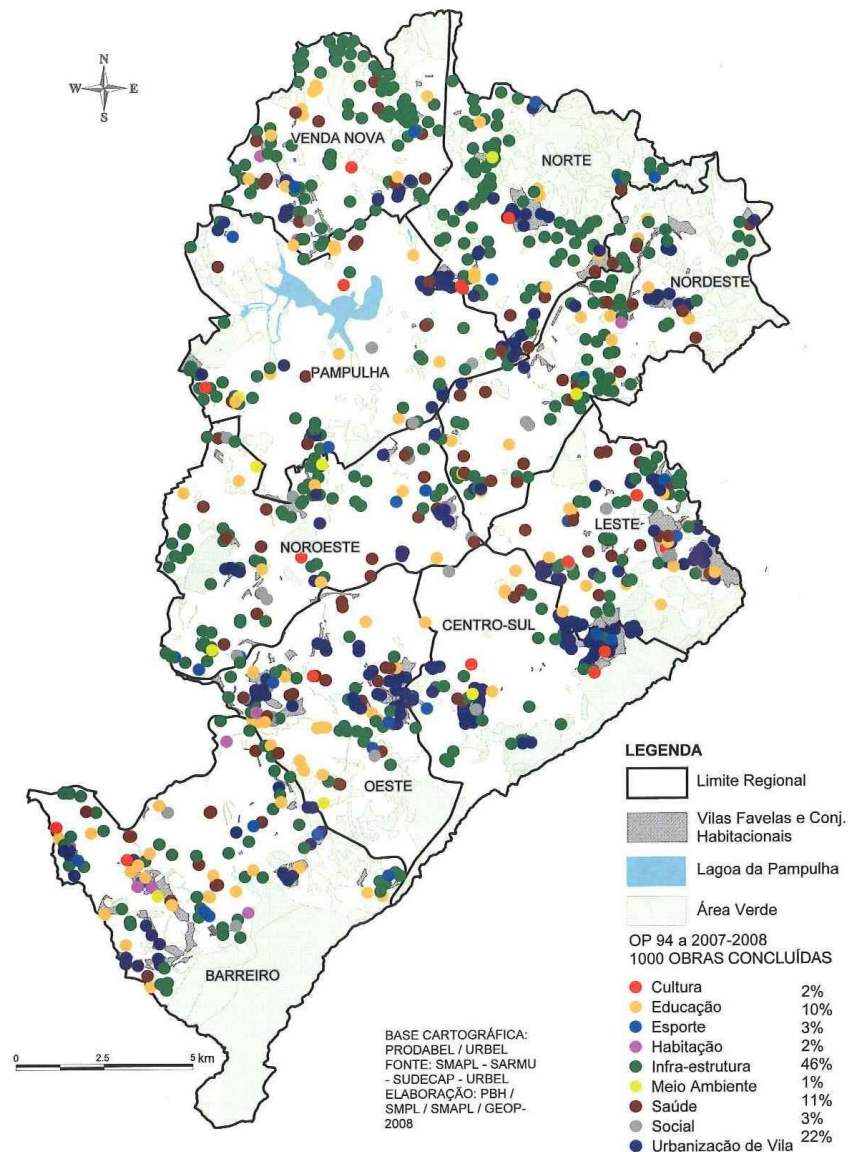 N
W E
S
VENDA NOVA
NORTE
NORDESTE
PAMPULHA
LESTE
NOROESTE
CENTRO-SUL
OESTE
BARREIRO
LEGENDA
Limite Regional
Vilas Favelas e Conj.
Habitacionais
Lagoa da Pampulha
Área Verde
OP 94 a 2007-2008
1000 OBRAS CONCLUÍDAS
Cultura 2%
Educação 10%
Esporte 3%
Habitação 2%
Infra-estrutura 46%
Meio Ambiente 1%
Saúde 11%
Social 3%
Urbanização de Vila 22%
0 2.5 5 km
BASE CARTOGRÁFICA:
PRODABEL / URBEL
FONTE: SMAPL - SARMU
- SUDECAP - URBEL
ELABORAÇÃO: PBH /
SMPL / SMAPL / GEOP-
2008